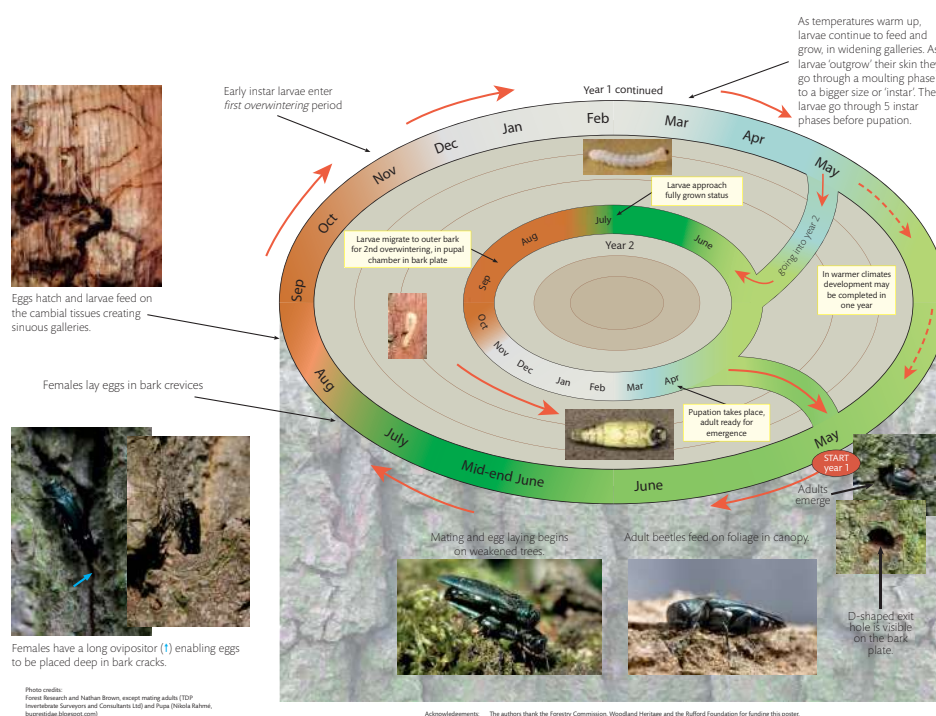 As temperatures warm up,
larvae continue to feed and
grow, in widening galleries. As
larvae ‘outgrow’ their skin they
go through a moulting phase
to a bigger size or ‘instar’. The
larvae go through 5 instar
phases before pupation.
Early instar larvae enter
first overwintering period
Year 1 continued
Nov
Dec
Jan
Feb
Mar
Apr
May
Oct
Sep
Aug
July
Mid-end June
June
May
START
year 1
going into year 2
Larvae approach
fully grown status
Larvae migrate to outer bark
for 2nd overwintering, in pupal
chamber in bark plate
Year 2
June
July
Aug
Sep
Oct
Nov
Dec
Jan
Feb
Mar
Apr
In warmer climates
development may
be completed in
one year
Pupation takes place,
adult ready for
emergence
Eggs hatch and larvae feed on
the cambial tissues creating
sinuous galleries.
Females lay eggs in bark crevices
Adults
emerge
Mating and egg laying begins
on weakened trees.
Adult beetles feed on foliage in canopy.
D-shaped exit
hole is visible
on the bark
plate.
Females have a long ovipositor (↑) enabling eggs
to be placed deep in bark cracks.
Photo credits:
Forest Research and Nathan Brown, except mating adults (TDP
Invertebrate Surveyors and Consultants Ltd) and Pupa (Nikola Rahmé,
bugrestidae.blogspot.com)
Acknowledgements: The authors thank the Forestry Commission, Woodland Heritage and the Rufford Foundation for funding this poster.